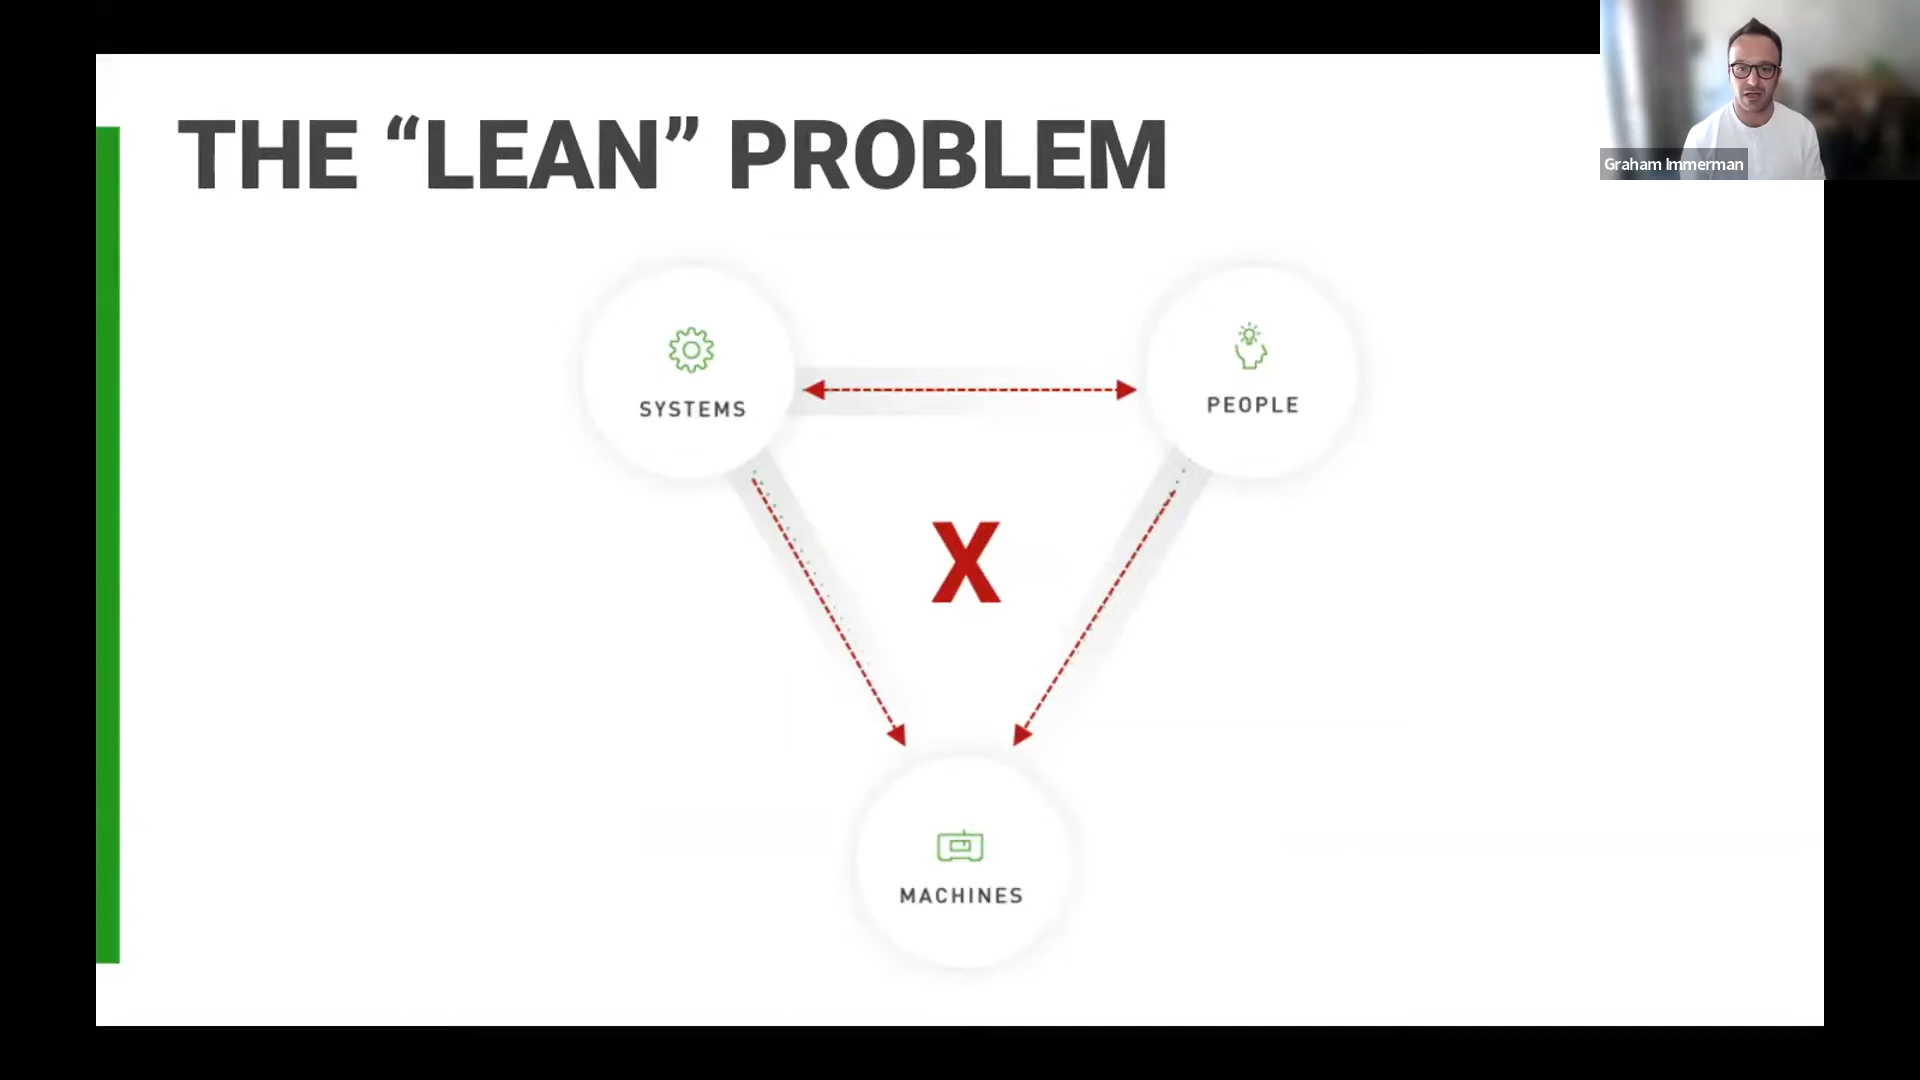 THE “LEAN” PROBLEM
Graham Immerman
SYSTEMS
PEOPLE
X
MACHINES